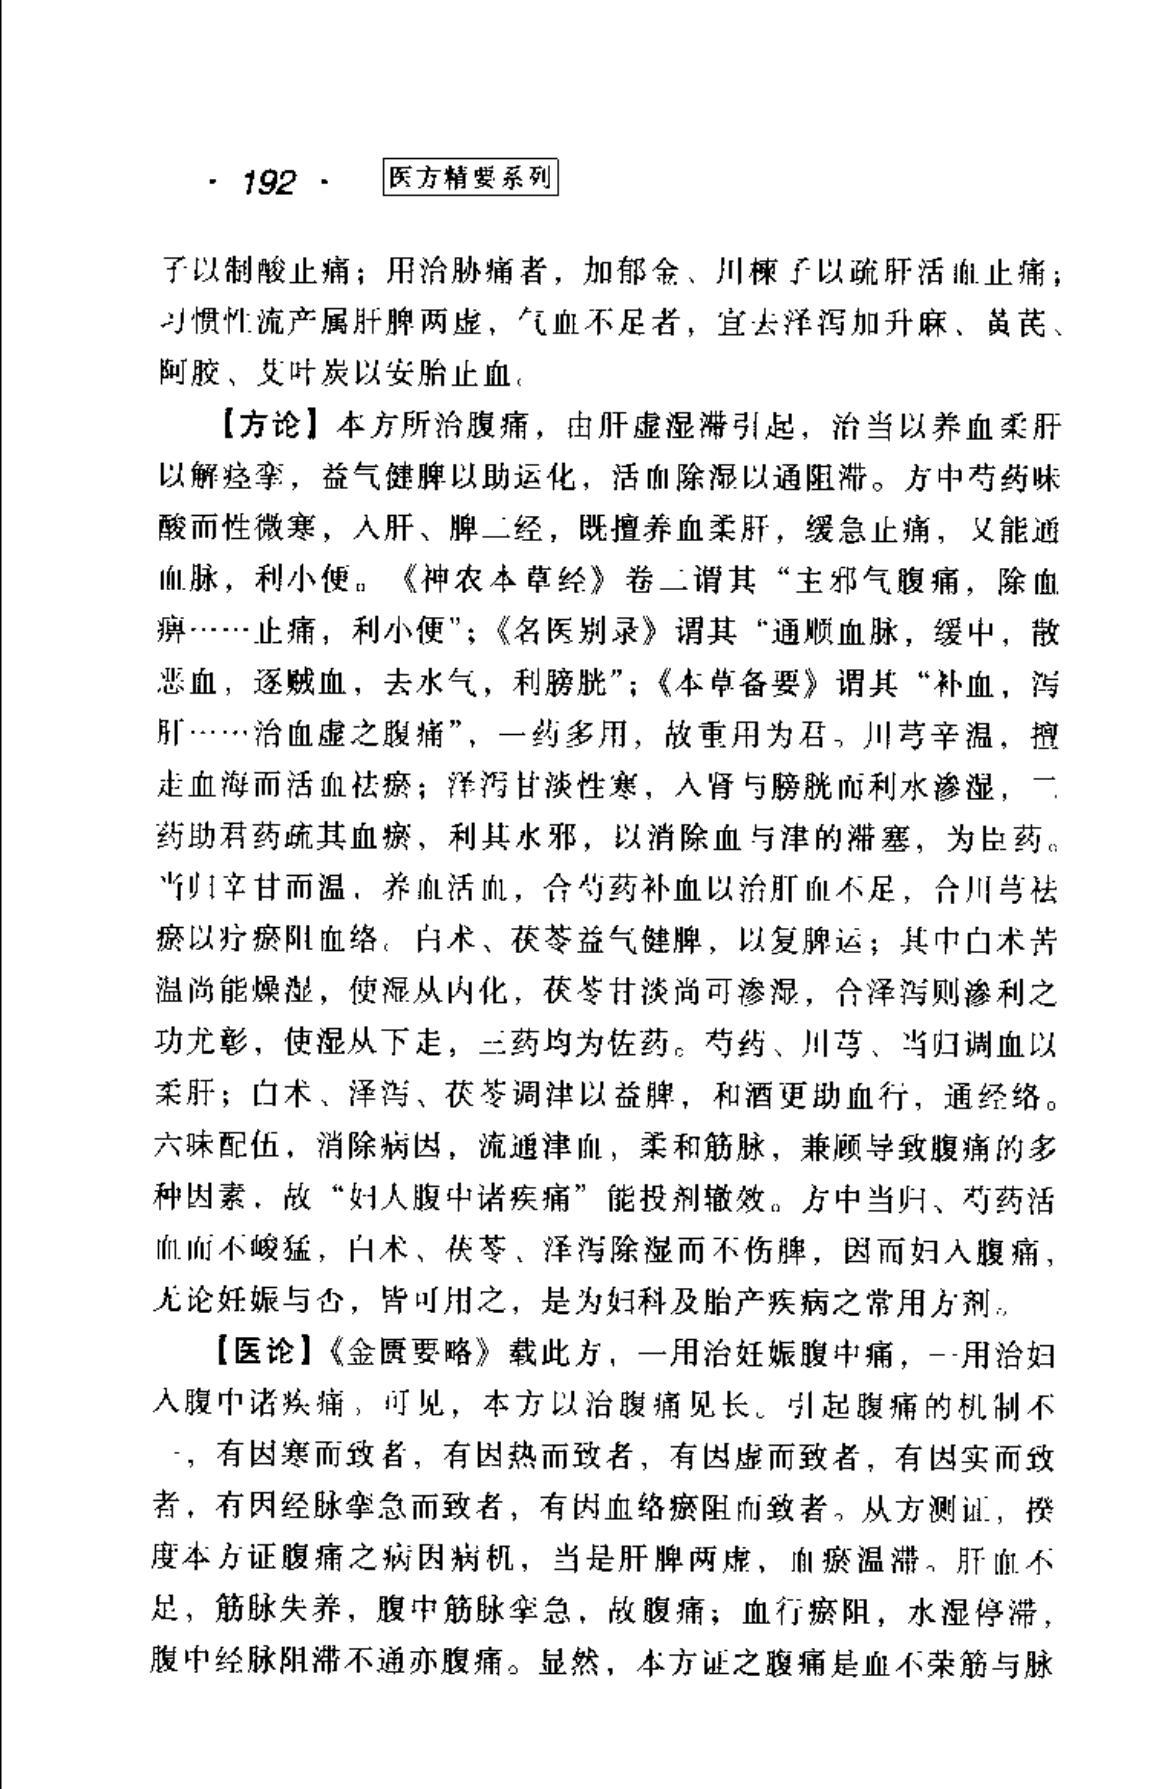 · 192 · 医方精要系列
子以制酸止痛；用治胁痛者，加郁金、川楝子以疏肝活血止痛；
习惯性流产属肝脾两虚，气血不足者，宜去泽泻加升麻、黄芪、
阿胶、艾叶炭以安胎止血。
【方论】本方所治腹痛，由肝虚湿滞引起，治当以养血柔肝
以解痉挛，益气健脾以助运化，活血除湿以通阻滞。方中芍药味
酸而性微寒，入肝、脾二经，既擅养血柔肝，缓急止痛，又能通
血脉，利小便。《神农本草经》卷二谓其“主邪气腹痛，除血
痹……止痛，利小便”；《名医别录》谓其“通顺血脉，缓中，散
恶血，逐贼血，去水气，利膀胱”；《本草备要》谓其“补血，泻
肝……治血虚之腹痛”，一药多用，故重用为君。川芎辛温，擅
走血海而活血祛瘀；泽泻甘淡性寒，入肾与膀胱而利水渗湿，二
药助君药疏其血瘀，利其水邪，以消除血与津的滞塞，为臣药。
当归辛甘而温，养血活血，合芍药补血以治肝血不足，合川芎祛
瘀以疗瘀阻血络。白术、茯苓益气健脾，以复脾运；其中白术苦
温尚能燥湿，使湿从内化，茯苓甘淡尚可渗湿，合泽泻则渗利之
功尤彰，使湿从下走，三药均为佐药。芍药、川芎、当归调血以
柔肝；白术、泽泻、茯苓调津以益脾，和酒更助血行，通经络。
六味配伍，消除病因，流通津血，柔和筋脉，兼顾导致腹痛的多
种因素，故“妇人腹中诸疾痛”能投剂辙效。方中当归、芍药活
血而不峻猛，白术、茯苓、泽泻除湿而不伤脾，因而妇人腹痛，
无论妊娠与否，皆可用之，是为妇科及胎产疾病之常用方剂。
【医论】《金匮要略》载此方，一用治妊娠腹中痛，一用治妇
人腹中诸疾痛。可见，本方以治腹痛见长。引起腹痛的机制不
一，有因寒而致者，有因热而致者，有因虚而致者，有因实而致
者，有因经脉挛急而致者，有因血络瘀阻而致者。从方测证，揆
度本方证腹痛之病因病机，当是肝脾两虚，血瘀温滞。肝血不
足，筋脉失养，腹中筋脉挛急，故腹痛；血行瘀阻，水湿停滞，
腹中经脉阻滞不通亦腹痛。显然，本方证之腹痛是血不荣筋与脉